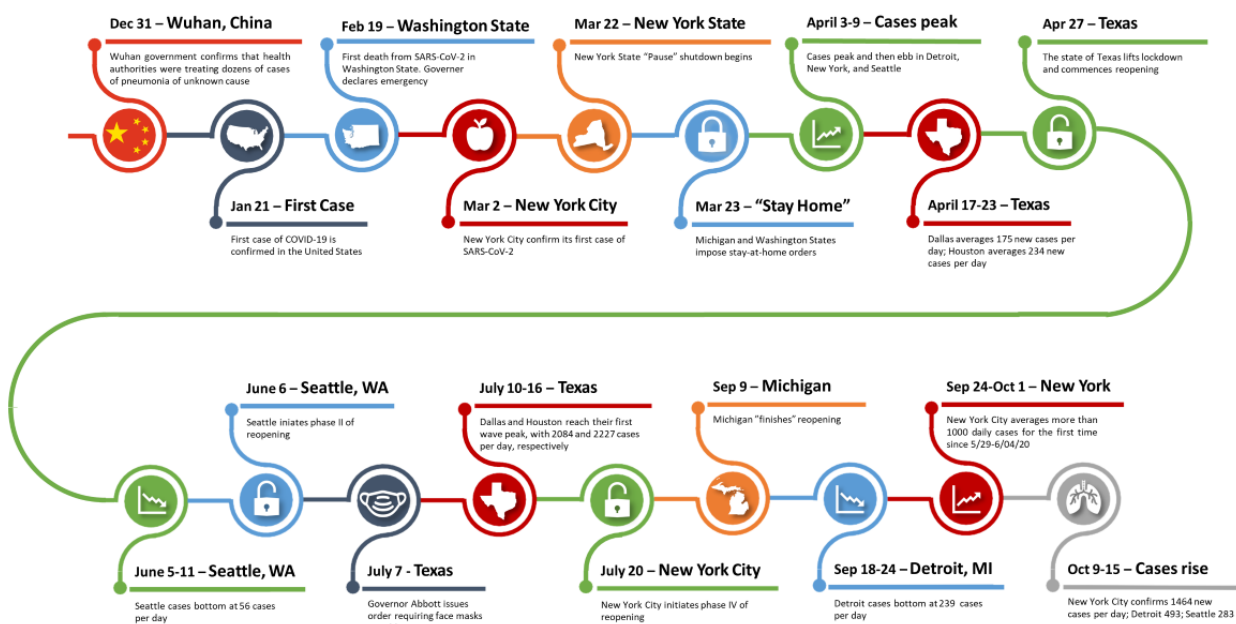 Dec 31 – Wuhan, China
Wuhan government confirms that health
authorities were treating dozens of cases
of pneumonia of unknown cause
Jan 21 – First Case
First case of COVID-19 is
confirmed in the United States
Feb 19 – Washington State
First death from SARS-CoV-2 in
Washington State. Governer
declares emergency
Mar 2 – New York City
New York City confirm its first case of
SARS-CoV-2
Mar 22 – New York State
New York State “Pause” shutdown begins
Mar 23 – “Stay Home”
Michigan and Washington States
impose stay-at-home orders
April 3-9 – Cases peak
Cases peak and then ebb in Detroit,
New York, and Seattle
April 17-23 – Texas
Dallas averages 175 new cases per
day; Houston averages 234 new
cases per day
Apr 27 – Texas
The state of Texas lifts lockdown
and commences reopening
June 5-11 – Seattle, WA
Seattle cases bottom at 56 cases
per day
June 6 – Seattle, WA
Seattle iniates phase II of
reopening
July 7 - Texas
Governor Abbott issues
order requiring face masks
July 10-16 – Texas
Dallas and Houston reach their first
wave peak, with 2084 and 2227 cases
per day, respectively
July 20 – New York City
New York City initiates phase IV of
reopening
Sep 9 – Michigan
Michigan “finishes” reopening
Sep 18-24 – Detroit, MI
Detroit cases bottom at 239 cases
per day
Sep 24-Oct 1 – New York
New York City averages more than
1000 daily cases for the first time
since 5/29-6/04/20
Oct 9-15 – Cases rise
New York City confirms 1464 new
cases per day; Detroit 493; Seattle 283